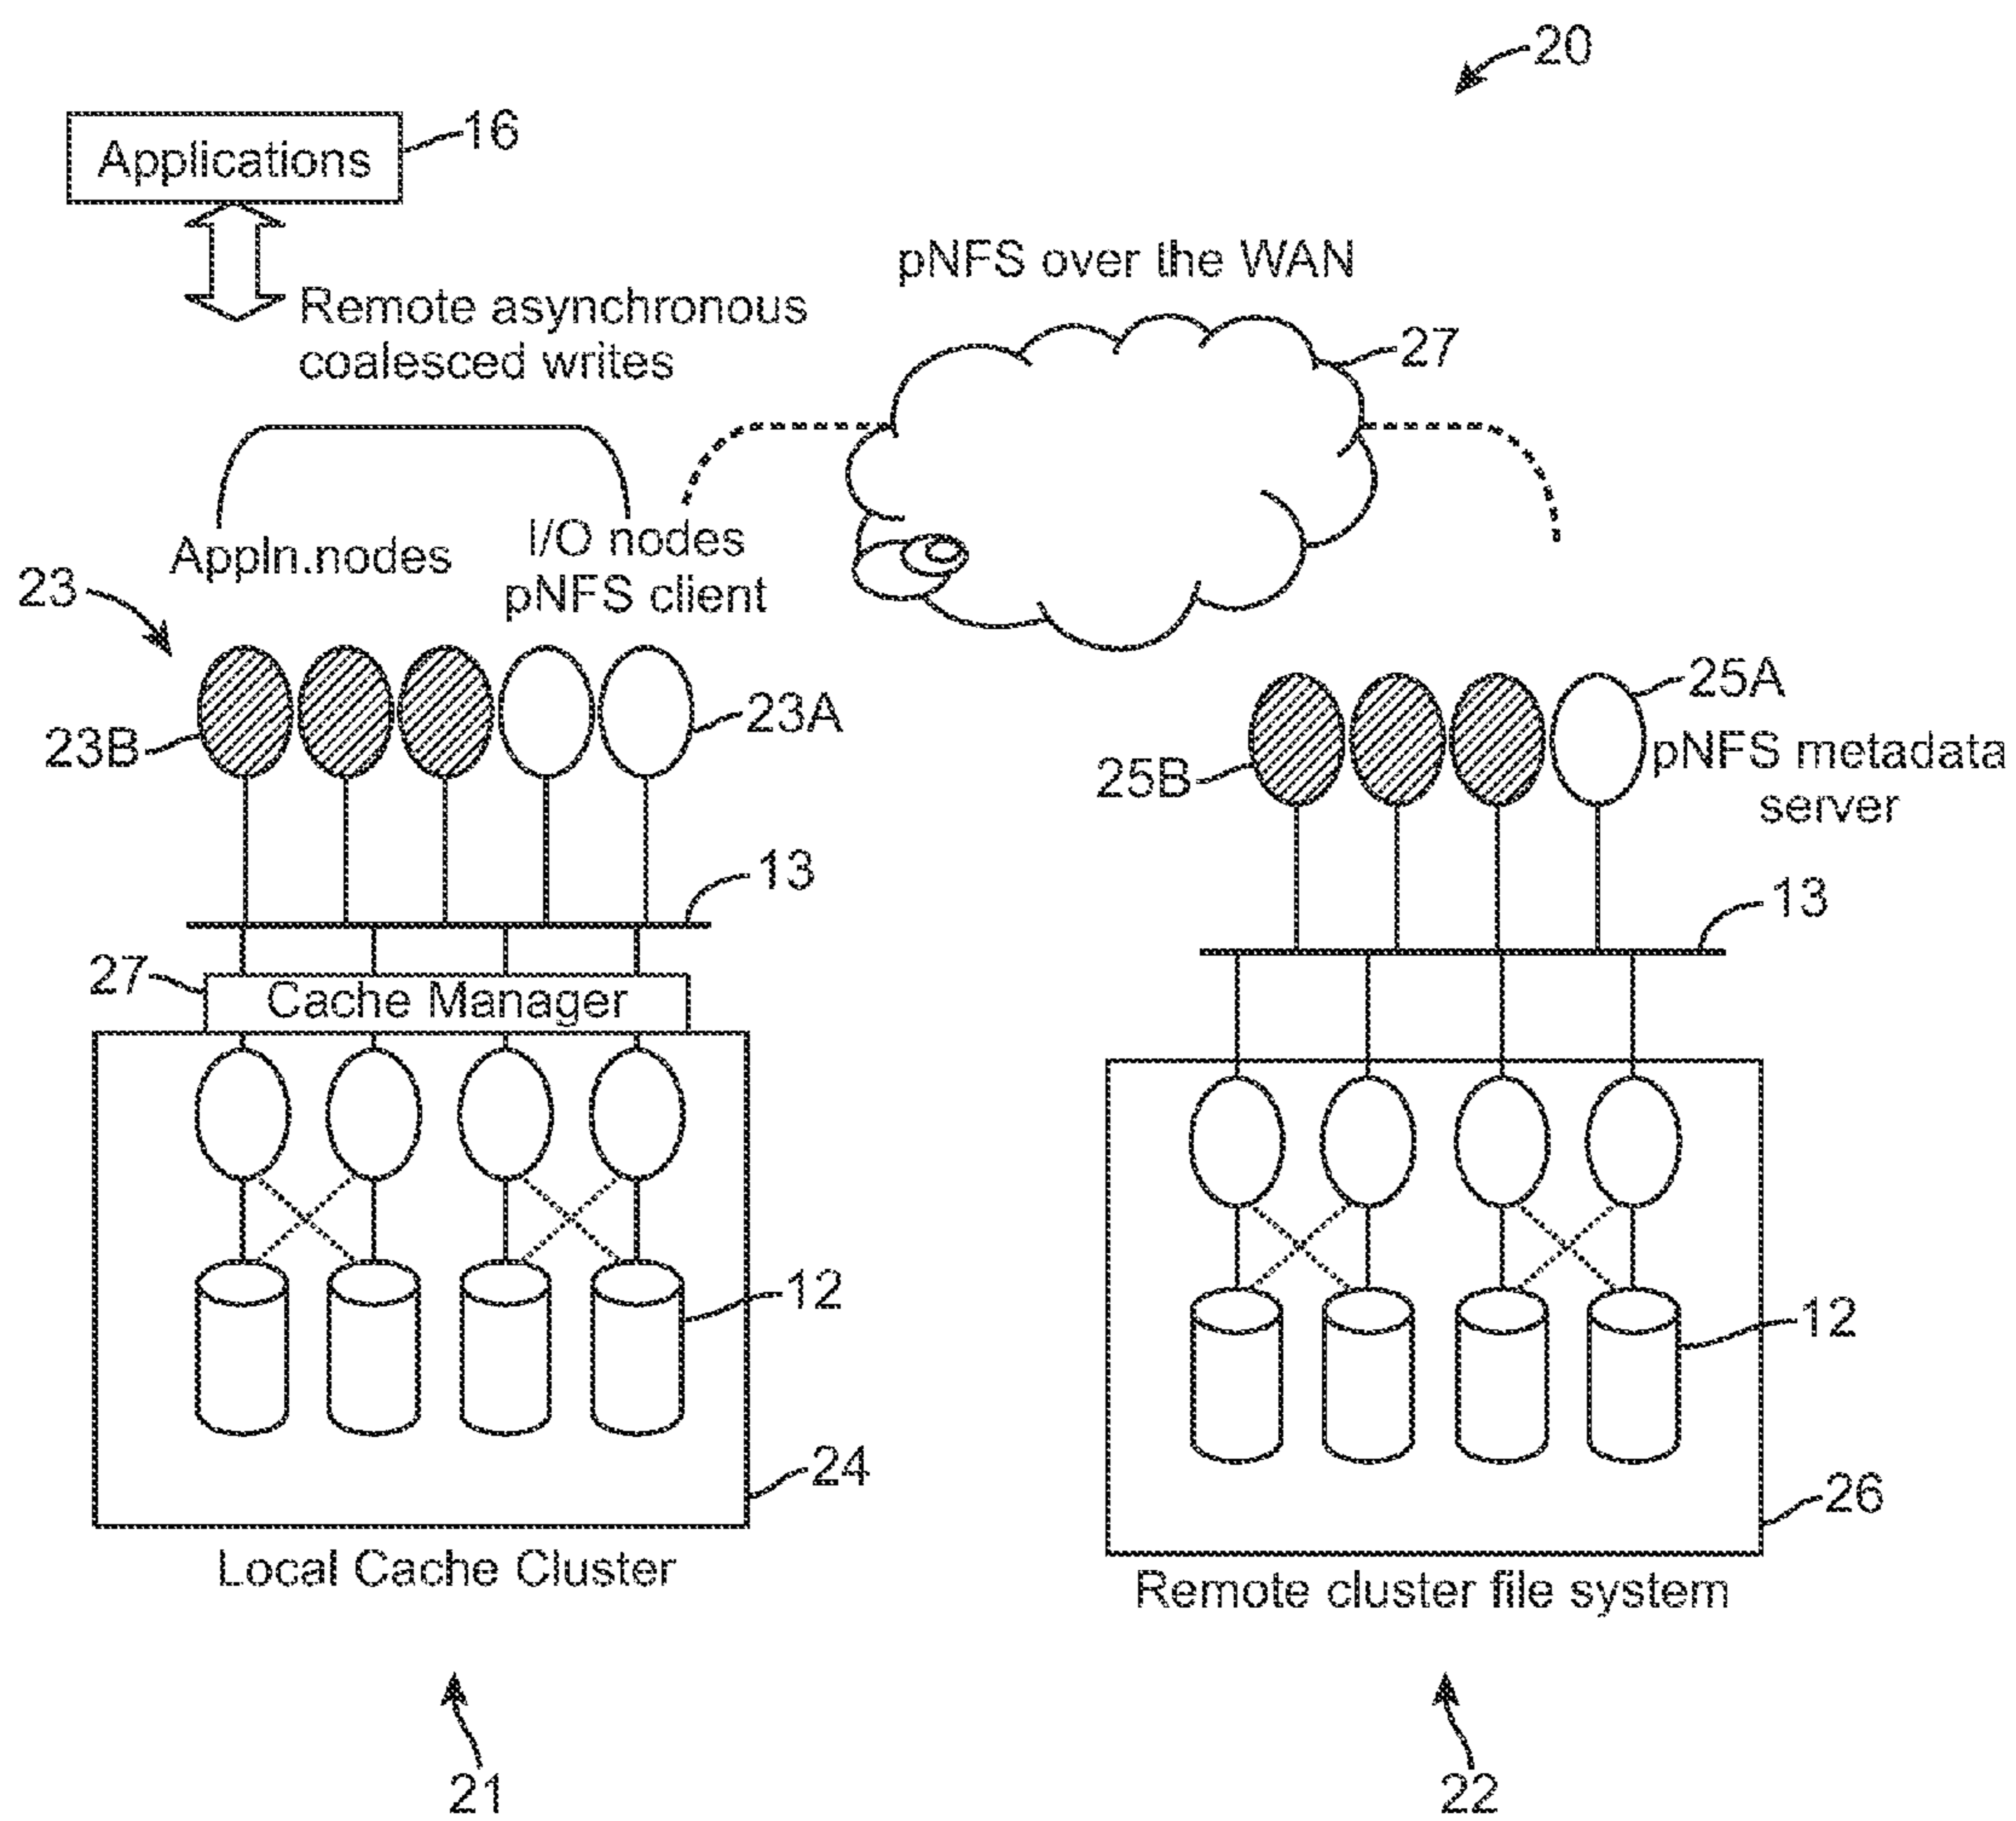 20
Applications
16
Remote asynchronous
coalesced writes
pNFS over the WAN
27
Appln.nodes
I/O nodes
pNFS client
23
23B
23A
25A
25B
pNFS metadata
server
13
13
27
Cache Manager
12
12
24
26
Local Cache Cluster
Remote cluster file system
21
22